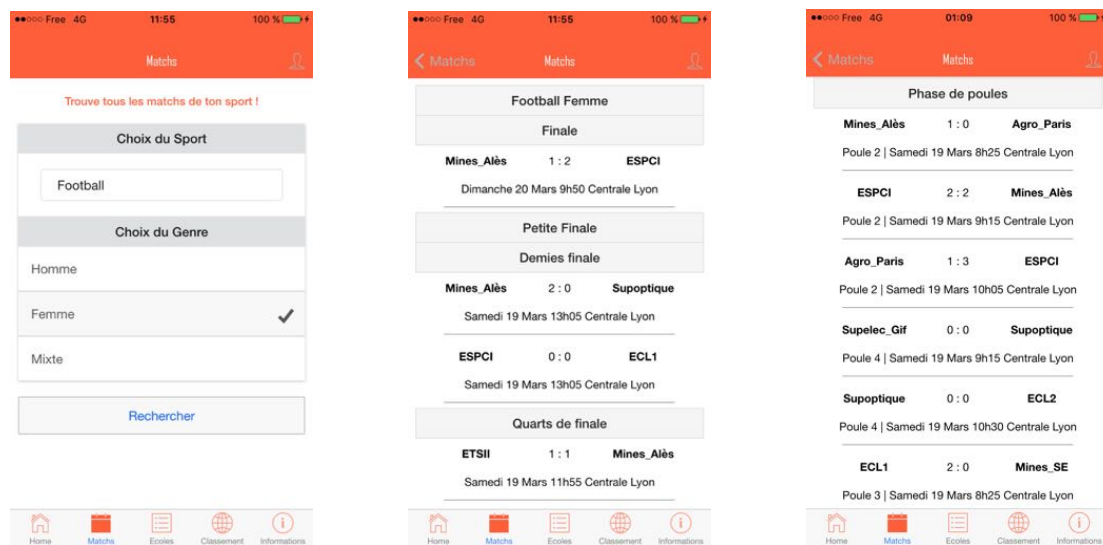 ●●○○○ Free 4G 11:55 100 %
Matchs
Trouve tous les matchs de ton sport !
Choix du Sport
Football
Choix du Genre
Homme
Femme
Mixte
Rechercher
Home Matchs Ecoles Classement Informations
●●○○○ Free 4G 11:55 100 %
Matchs Matchs
Football Femme
Finale
Mines_Alès 1 : 2 ESPCI
Dimanche 20 Mars 9h50 Centrale Lyon
Petite Finale
Demies finale
Mines_Alès 2 : 0 Supoptique
Samedi 19 Mars 13h05 Centrale Lyon
ESPCI 0 : 0 ECL1
Samedi 19 Mars 13h05 Centrale Lyon
Quarts de finale
ETSII 1 : 1 Mines_Alès
Samedi 19 Mars 11h55 Centrale Lyon
Home Matchs Ecoles Classement Informations
●●○○○ Free 4G 01:09 100 %
Matchs Matchs
Phase de poules
Mines_Alès 1 : 0 Agro_Paris
Poule 2 | Samedi 19 Mars 8h25 Centrale Lyon
ESPCI 2 : 2 Mines_Alès
Poule 2 | Samedi 19 Mars 9h15 Centrale Lyon
Agro_Paris 1 : 3 ESPCI
Poule 2 | Samedi 19 Mars 10h05 Centrale Lyon
Supelec_Gif 0 : 0 Supoptique
Poule 4 | Samedi 19 Mars 9h15 Centrale Lyon
Supoptique 0 : 0 ECL2
Poule 4 | Samedi 19 Mars 10h30 Centrale Lyon
ECL1 2 : 0 Mines_SE
Poule 3 | Samedi 19 Mars 8h25 Centrale Lyon
Home Matchs Ecoles Classement Informations